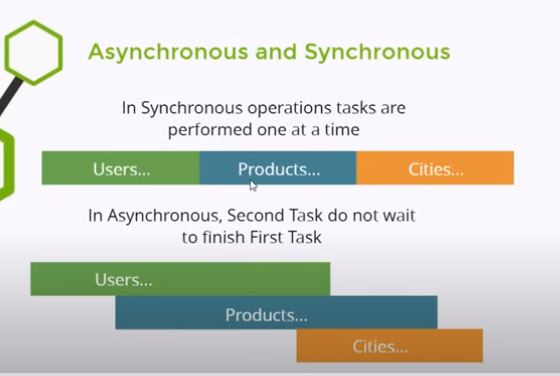 Asynchronous and Synchronous
In Synchronous operations tasks are
performed one at a time
Users...
Products...
Cities...
In Asynchronous, Second Task do not wait
to finish First Task
Users...
Products...
Cities...